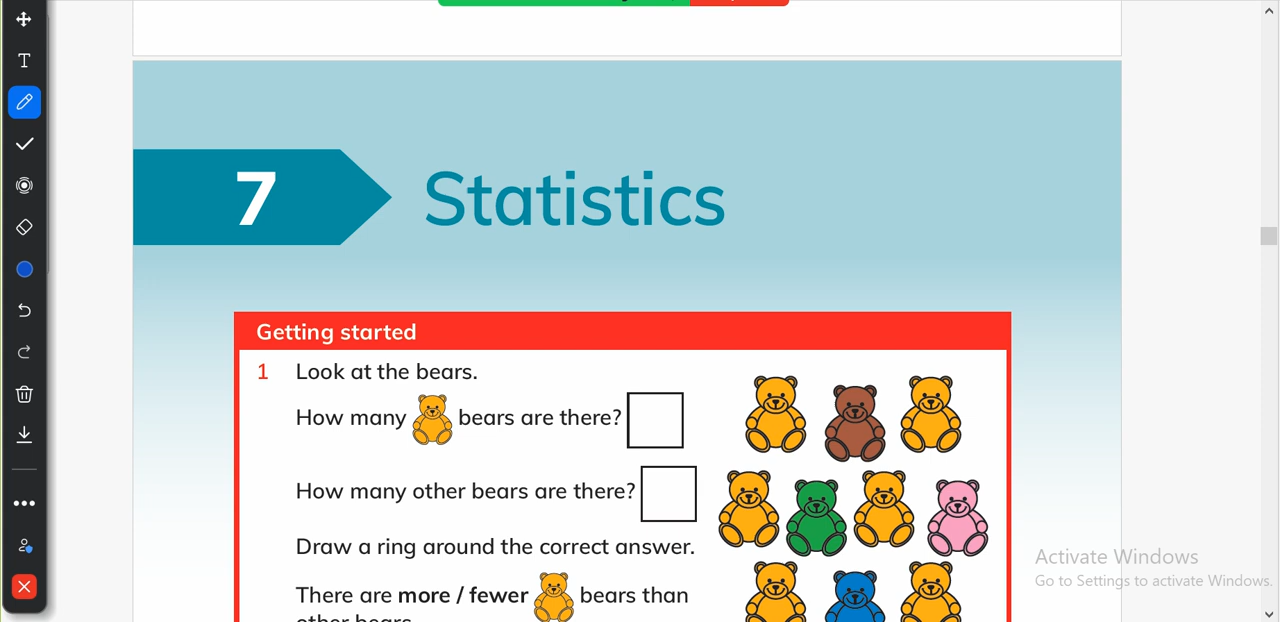 7 Statistics
Getting started
1 Look at the bears.
How many bears are there?
How many other bears are there?
Draw a ring around the correct answer.
There are more / fewer bears than
other bears.
Activate Windows
Go to Settings to activate Windows.